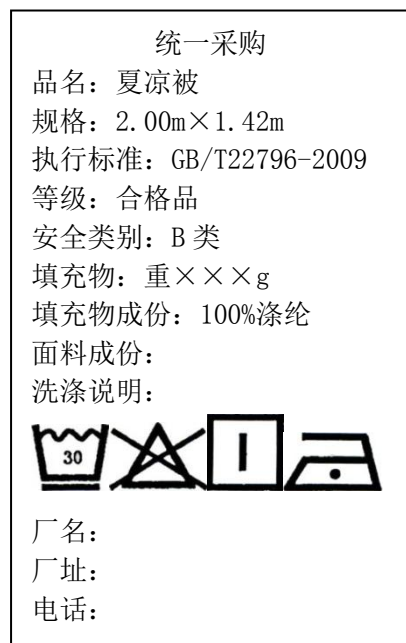 统一采购
品名：夏凉被
规格：2.00m×1.42m
执行标准：GB/T22796-2009
等级：合格品
安全类别：B 类
填充物：重×××g
填充物成份：100%涤纶
面料成份：
洗涤说明：
30
厂名：
厂址：
电话：